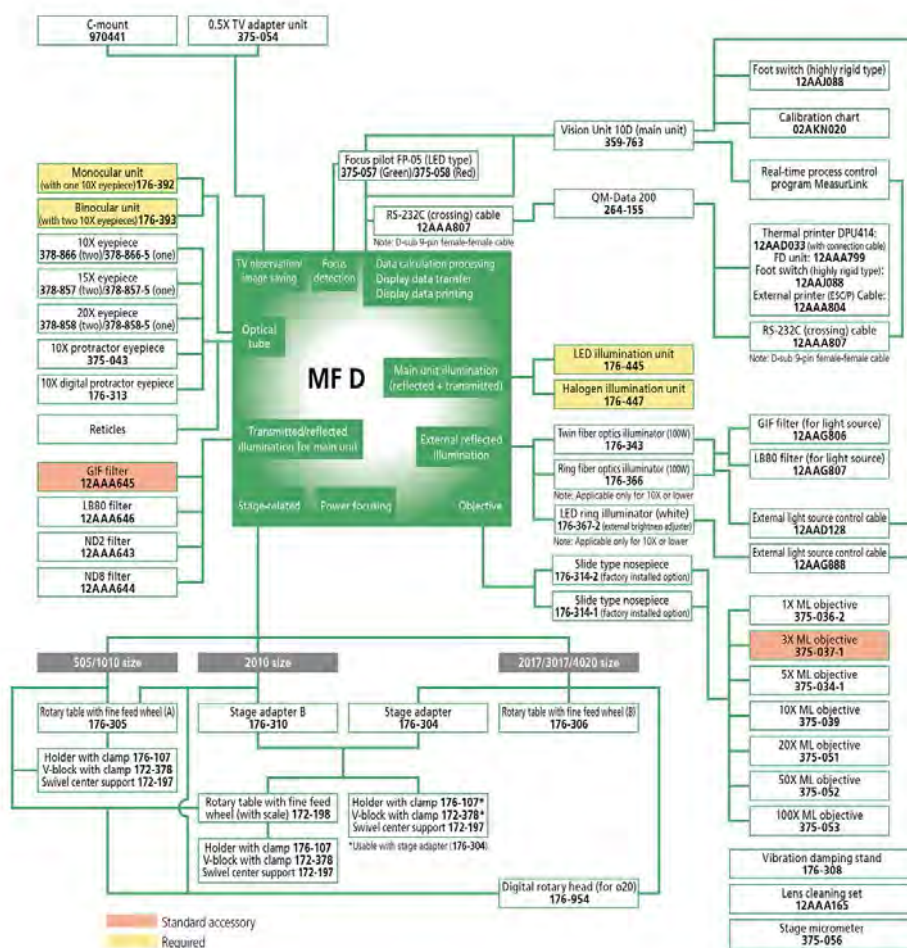 C-mount
970441
0.5X TV adapter unit
375-054
Foot switch (highly rigid type)
12AAJ088
Calibration chart
02AKN020
Vision Unit 10D (main unit)
359-763
Real-time process control
program MeasurLink
Focus pilot FP-05 (LED type)
375-057 (Green)/375-058 (Red)
QM-Data 200
264-155
RS-232C (crossing) cable
12AAA807
Note: D-sub 9-pin female-female cable
Thermal printer DPU414:
12AAD033 (with connection cable)
FD unit: 12AAA799
Foot switch (highly rigid type):
12AAJ088
External printer (ESC/P) Cable:
12AAA804
RS-232C (crossing) cable
12AAA807
Note: D-sub 9-pin female-female cable
Monocular unit
(with one 10X eyepiece) 176-392
Binocular unit
(with two 10X eyepieces) 176-393
10X eyepiece
378-866 (two)/378-866-5 (one)
15X eyepiece
378-857 (two)/378-857-5 (one)
20X eyepiece
378-858 (two)/378-858-5 (one)
10X protractor eyepiece
375-043
10X digital protractor eyepiece
176-313
Reticles
GIF filter
12AAA645
LB80 filter
12AAA646
ND2 filter
12AAA643
ND8 filter
12AAA644
TV observation/
image saving
Focus
detection
Data calculation processing
Display data transfer
Display data printing
Optical
tube
MF D
Main unit illumination
(reflected + transmitted)
Transmitted/reflected
illumination for main unit
External reflected
illumination
Stage-related
Power focusing
Objective
LED illumination unit
176-445
Halogen illumination unit
176-447
Twin fiber optics illuminator (100W)
176-343
Ring fiber optics illuminator (100W)
176-366
Note: Applicable only for 10X or lower
LED ring illuminator (white)
176-367-2 (external brightness adjuster)
Note: Applicable only for 10X or lower
GIF filter (for light source)
12AAG806
LB80 filter (for light source)
12AAG807
External light source control cable
12AAD128
External light source control cable
12AAG888
Slide type nosepiece
176-314-2 (factory installed option)
Slide type nosepiece
176-314-1 (factory installed option)
1X ML objective
375-036-2
3X ML objective
375-037-1
5X ML objective
375-034-1
10X ML objective
375-039
20X ML objective
375-051
50X ML objective
375-052
100X ML objective
375-053
505/1010 size
2010 size
2017/3017/4020 size
Rotary table with fine feed wheel (A)
176-305
Stage adapter B
176-310
Stage adapter
176-304
Rotary table with fine feed wheel (B)
176-306
Holder with clamp 176-107
V-block with clamp 172-378
Swivel center support 172-197
Rotary table with fine feed
wheel (with scale) 172-198
Holder with clamp 176-107*
V-block with clamp 172-378*
Swivel center support 172-197
*Usable with stage adapter (176-304).
Holder with clamp 176-107
V-block with clamp 172-378
Swivel center support 172-197
Digital rotary head (for ø20)
176-954
Vibration damping stand
176-308
Lens cleaning set
12AAA165
Stage micrometer
375-056
Standard accessory
Required